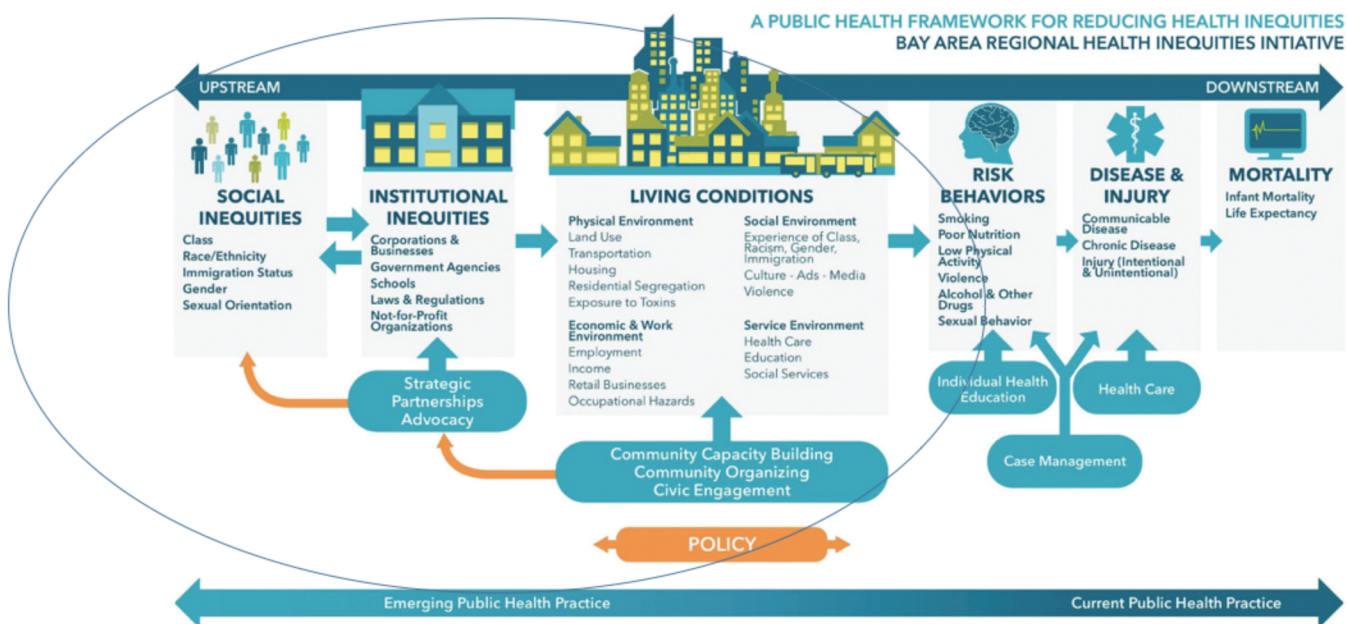 A PUBLIC HEALTH FRAMEWORK FOR REDUCING HEALTH INEQUITIES
BAY AREA REGIONAL HEALTH INEQUITIES INTIATIVE
UPSTREAM
DOWNSTREAM
SOCIAL
INEQUITIES
Class
Race/Ethnicity
Immigration Status
Gender
Sexual Orientation
INSTITUTIONAL
INEQUITIES
Corporations &
Businesses
Government Agencies
Schools
Laws & Regulations
Not-for-Profit
Organizations
LIVING CONDITIONS
Physical Environment
Land Use
Transportation
Housing
Residential Segregation
Exposure to Toxins
Economic & Work
Environment
Employment
Income
Retail Businesses
Occupational Hazards
Social Environment
Experience of Class,
Racism, Gender,
Immigration
Culture - Ads - Media
Violence
Service Environment
Health Care
Education
Social Services
RISK
BEHAVIORS
Smoking
Poor Nutrition
Low Physical
Activity
Violence
Alcohol & Other
Drugs
Sexual Behavior
DISEASE &
INJURY
Communicable
Disease
Chronic Disease
Injury (Intentional
& Unintentional)
MORTALITY
Infant Mortality
Life Expectancy
Strategic
Partnerships
Advocacy
Community Capacity Building
Community Organizing
Civic Engagement
Individual Health
Education
Health Care
Case Management
POLICY
Emerging Public Health Practice
Current Public Health Practice